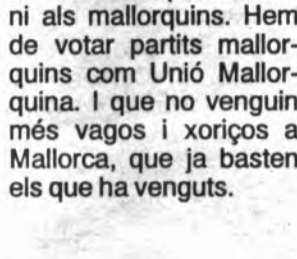 ni als mallorquins. Hem
de votar partits mallor-
quins com Unió Mallor-
quina. I que no venguin
més vagos i xoriços a
Mallorca, que ja basten
els que ha venguts.